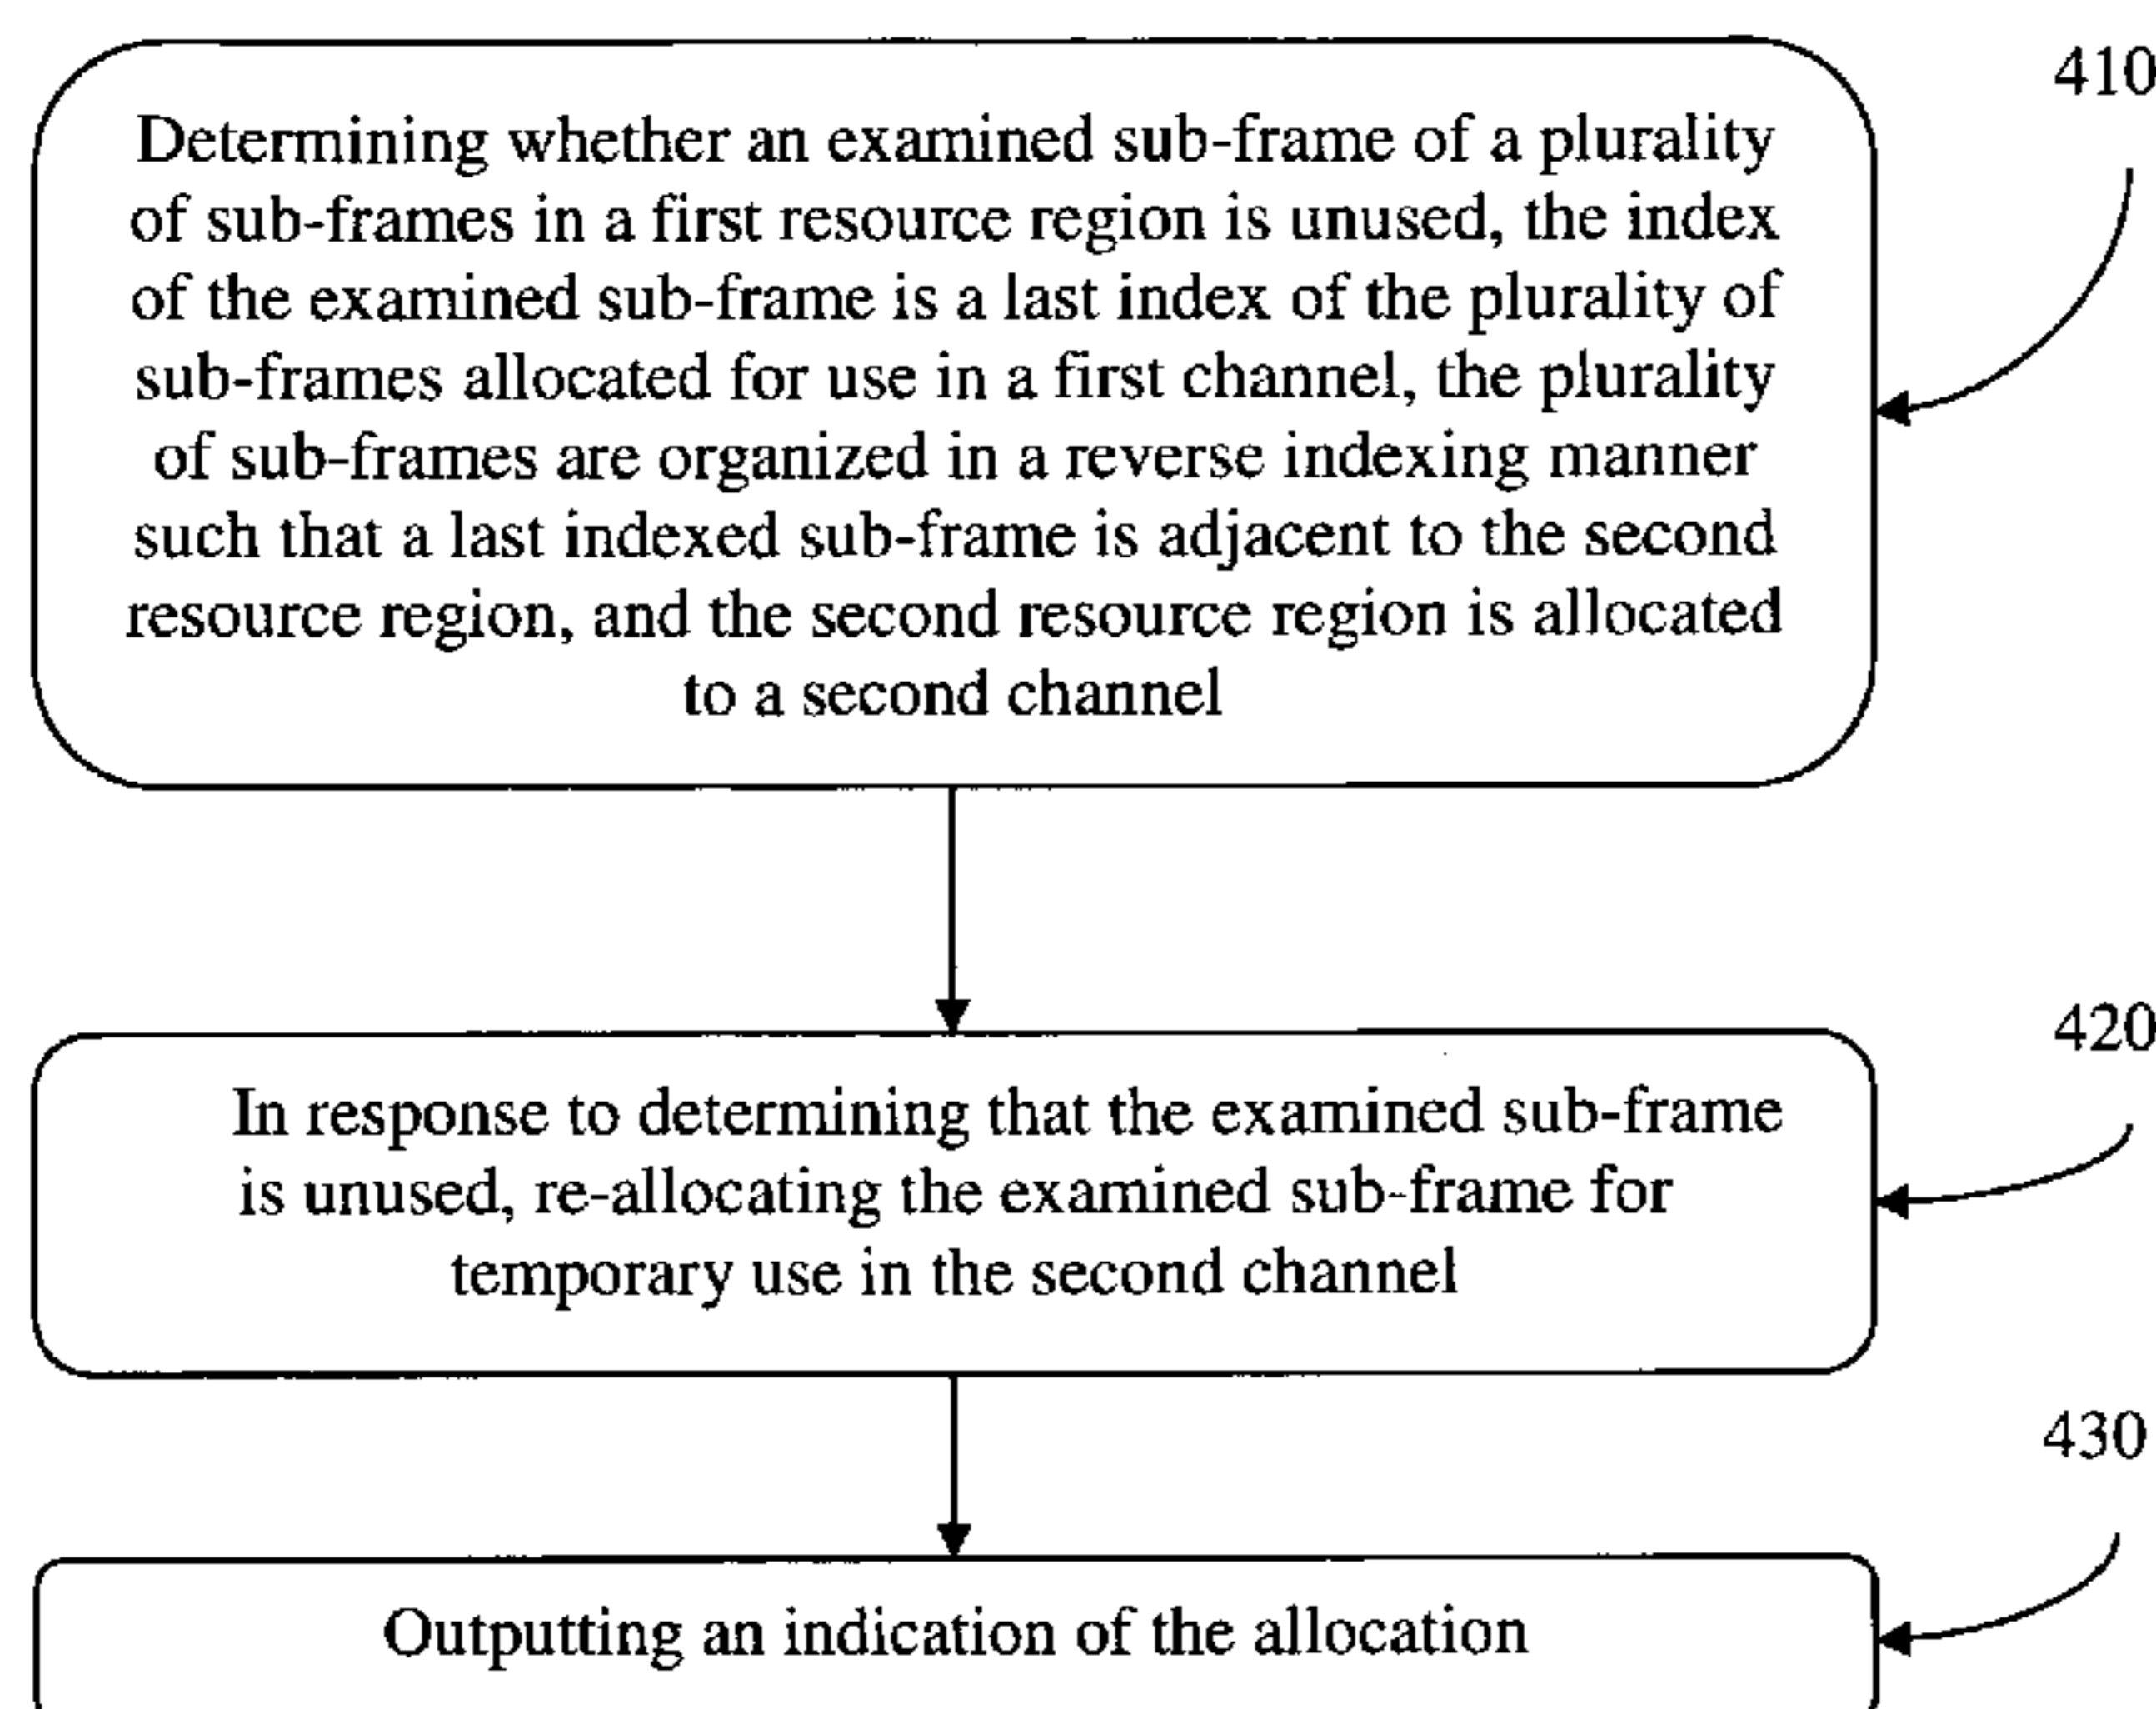 410
Determining whether an examined sub-frame of a plurality
of sub-frames in a first resource region is unused, the index
of the examined sub-frame is a last index of the plurality of
sub-frames allocated for use in a first channel, the plurality
of sub-frames are organized in a reverse indexing manner
such that a last indexed sub-frame is adjacent to the second
resource region, and the second resource region is allocated
to a second channel
420
In response to determining that the examined sub-frame
is unused, re-allocating the examined sub-frame for
temporary use in the second channel
430
Outputting an indication of the allocation